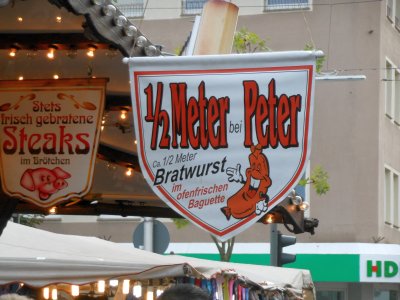 Stets
frisch gebratene
Steaks
im Brötchen
1/2 Meter bei Peter
Ca. 1/2 Meter
Bratwurst
im
ofenfrischen
Baguette
HD